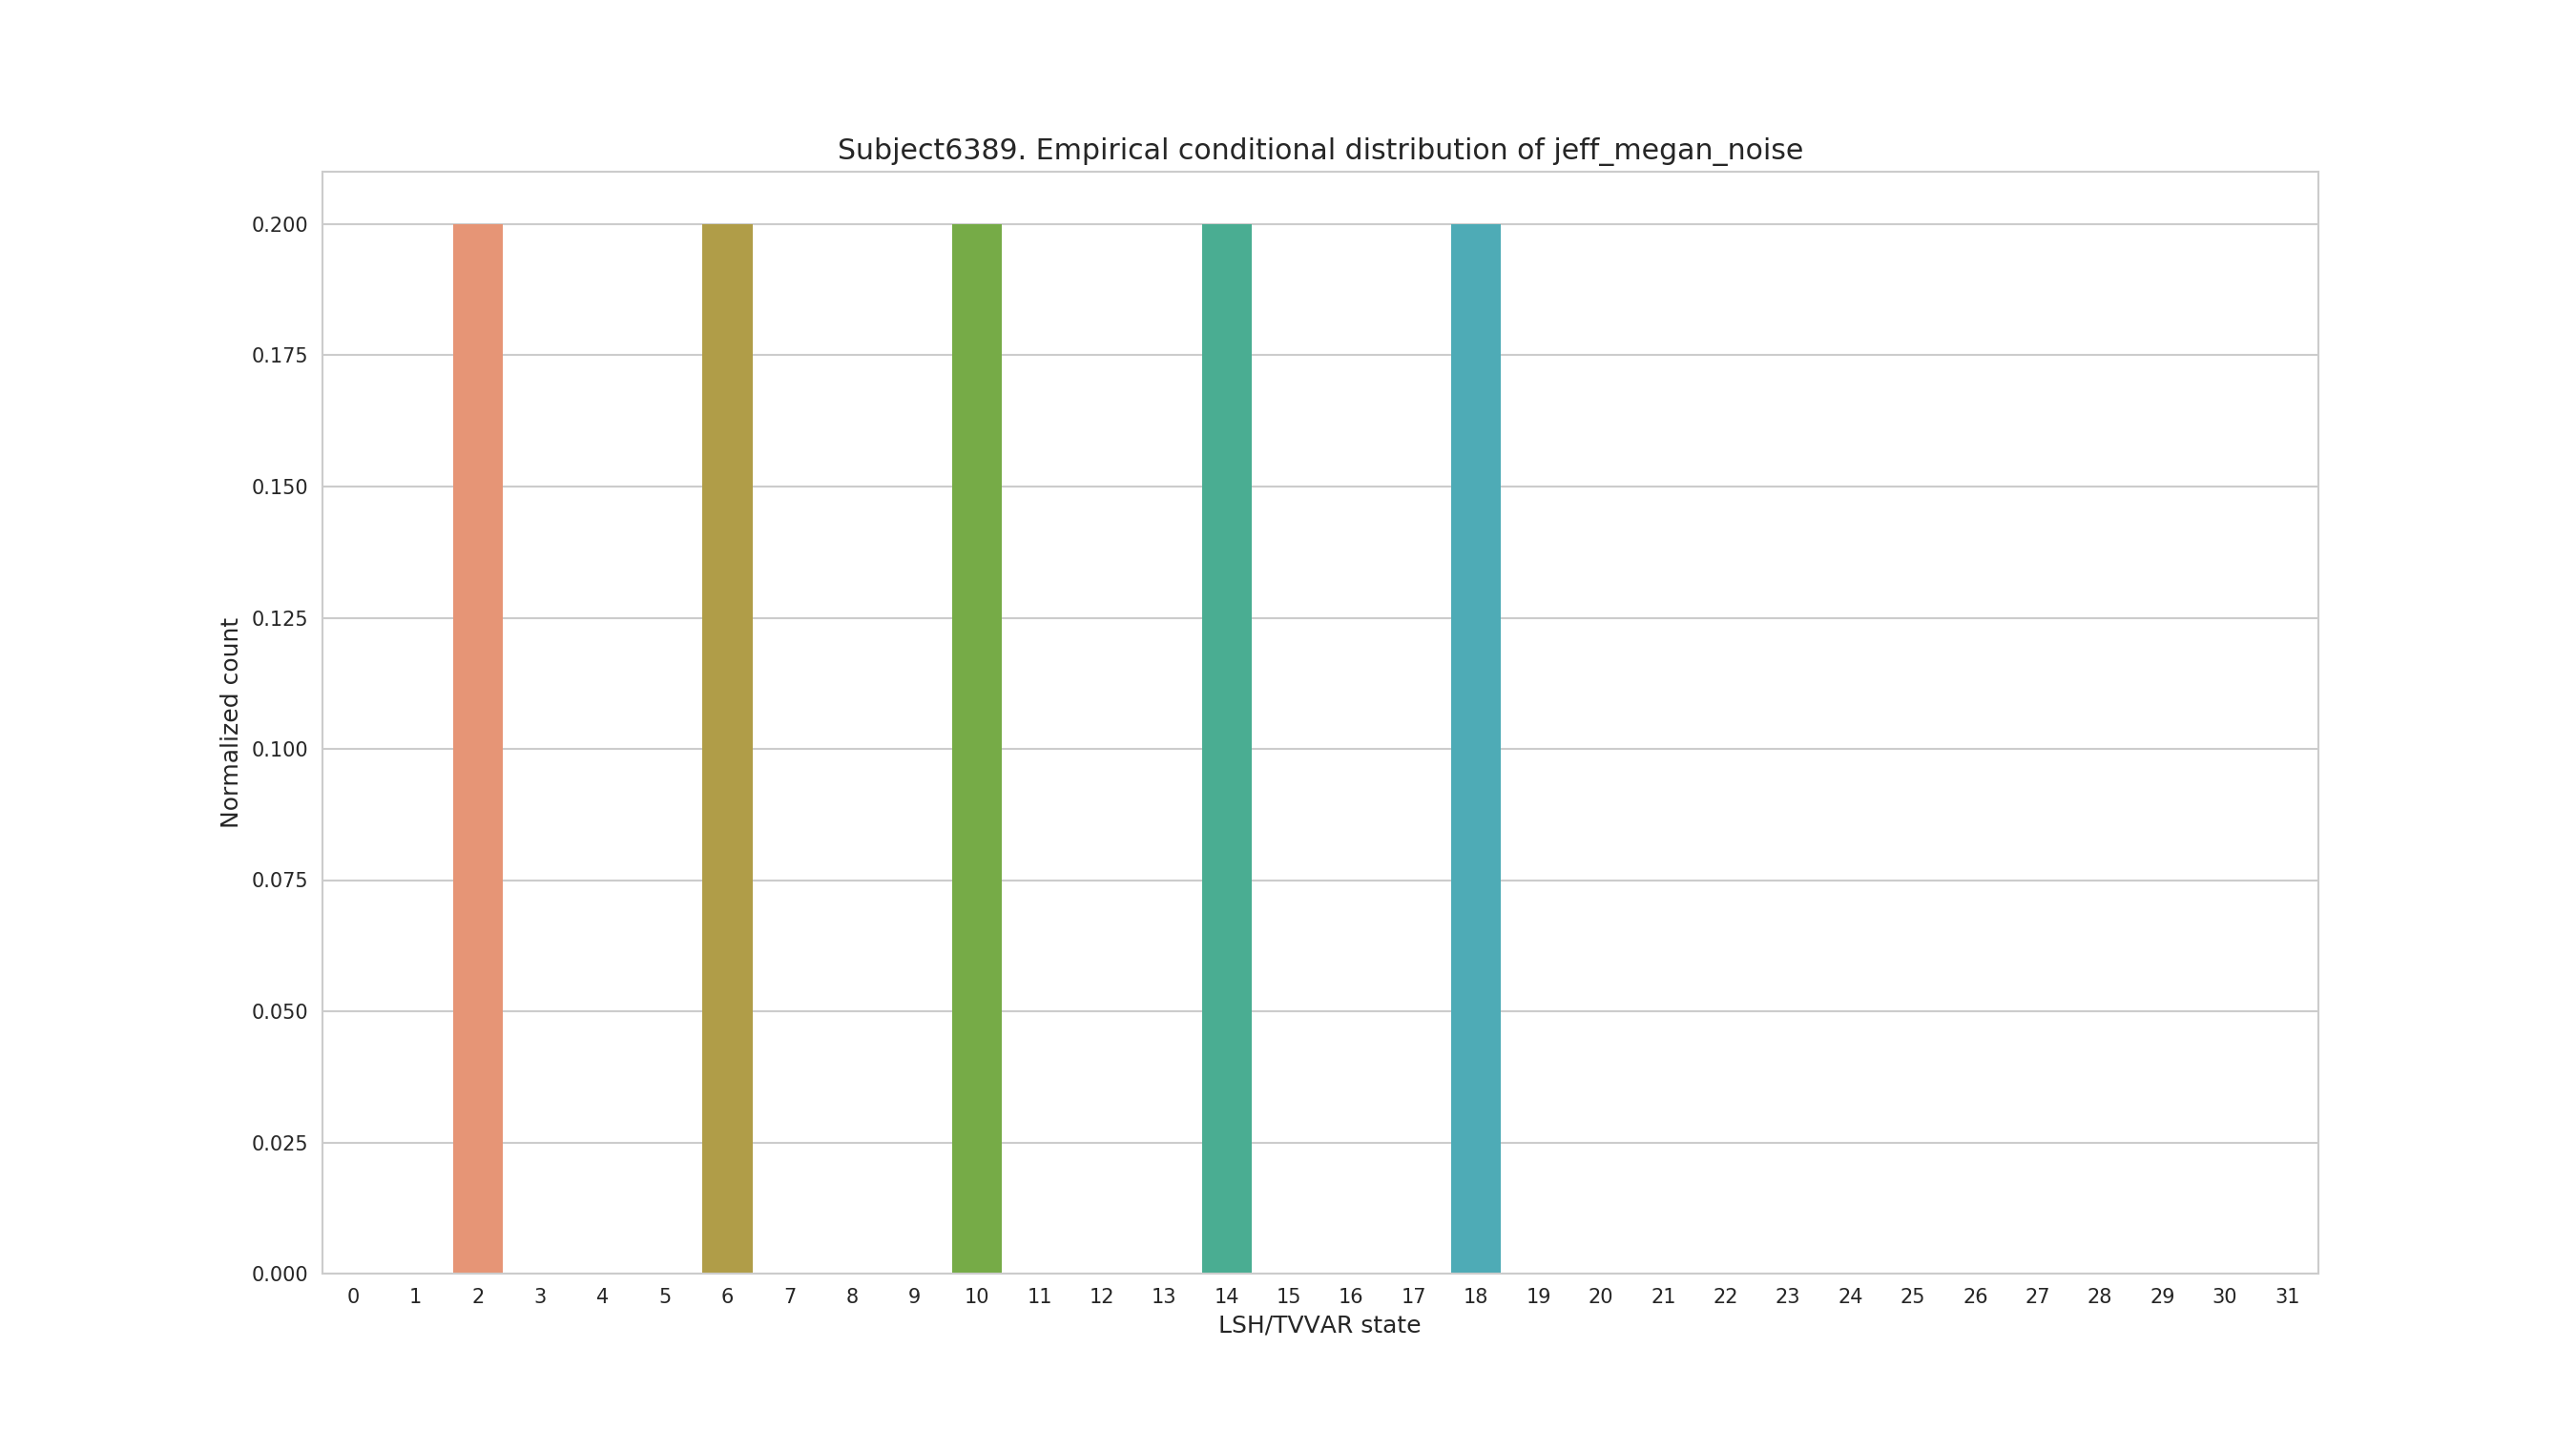 Subject6389. Empirical conditional distribution of jeff_megan_noise
0.200
0.175
0.150
0.125
0.100
0.075
0.050
0.025
0.000
Normalized count
0 1 2 3 4 5 6 7 8 9 10 11 12 13 14 15 16 17 18 19 20 21 22 23 24 25 26 27 28 29 30 31
LSH/TVVAR state